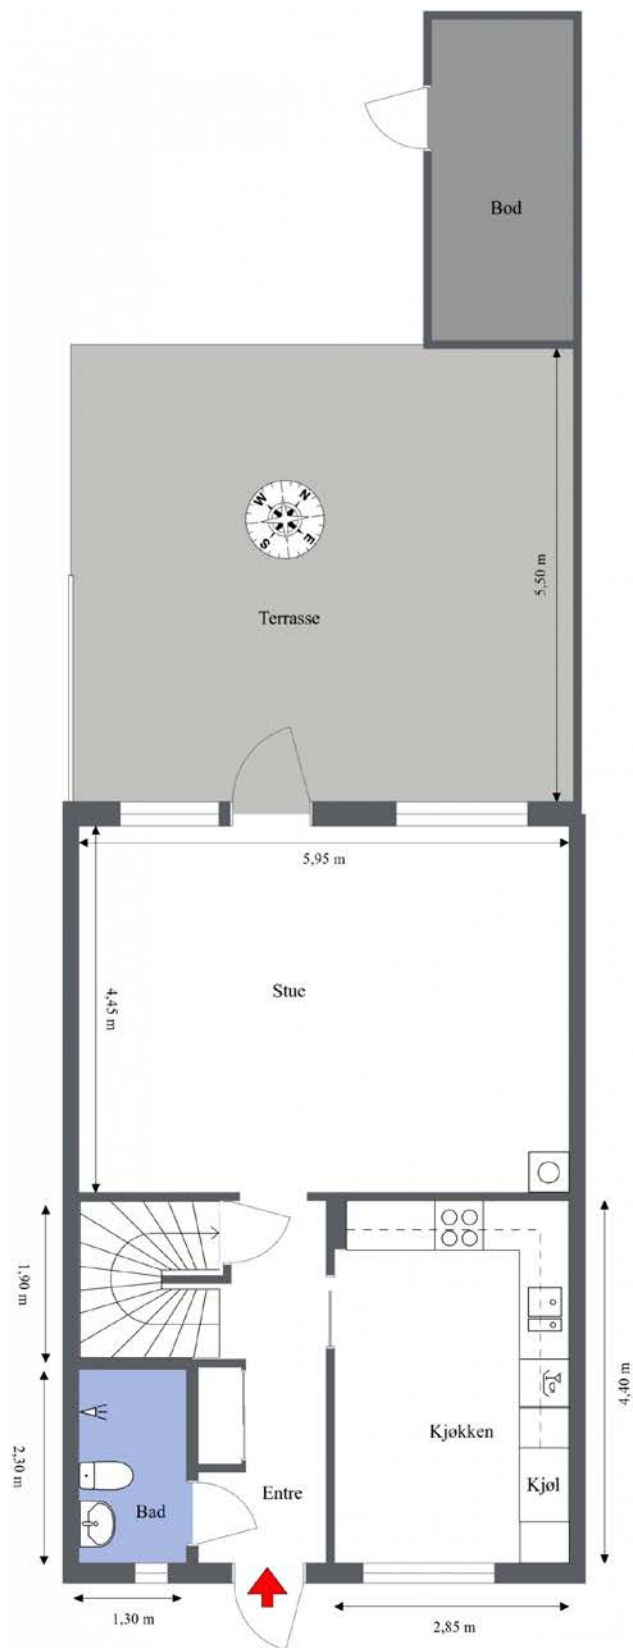 Bod
W
N
S
E
5,50 m
Terrasse
5,95 m
Stue
4,45 m
1,90 m
4,40 m
2,30 m
Kjøkken
Kjøl
Entre
Bad
1,30 m
2,85 m